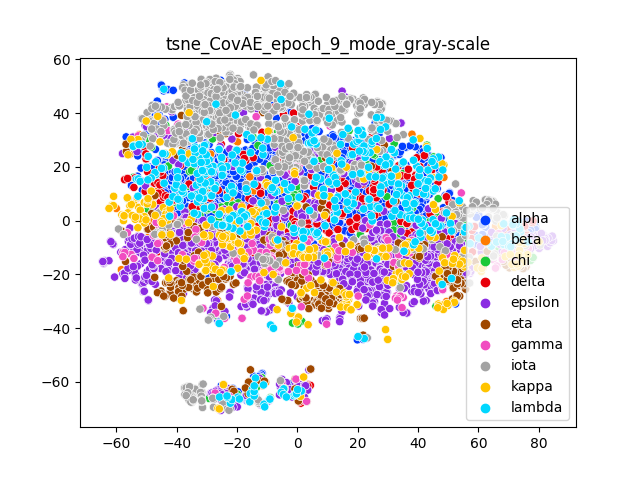 tsne_CovAE_epoch_9_mode_gray-scale
60
40
20
0
−20
−40
−60
−60 −40 −20 0 20 40 60 80
alpha
beta
chi
delta
epsilon
eta
gamma
iota
kappa
lambda